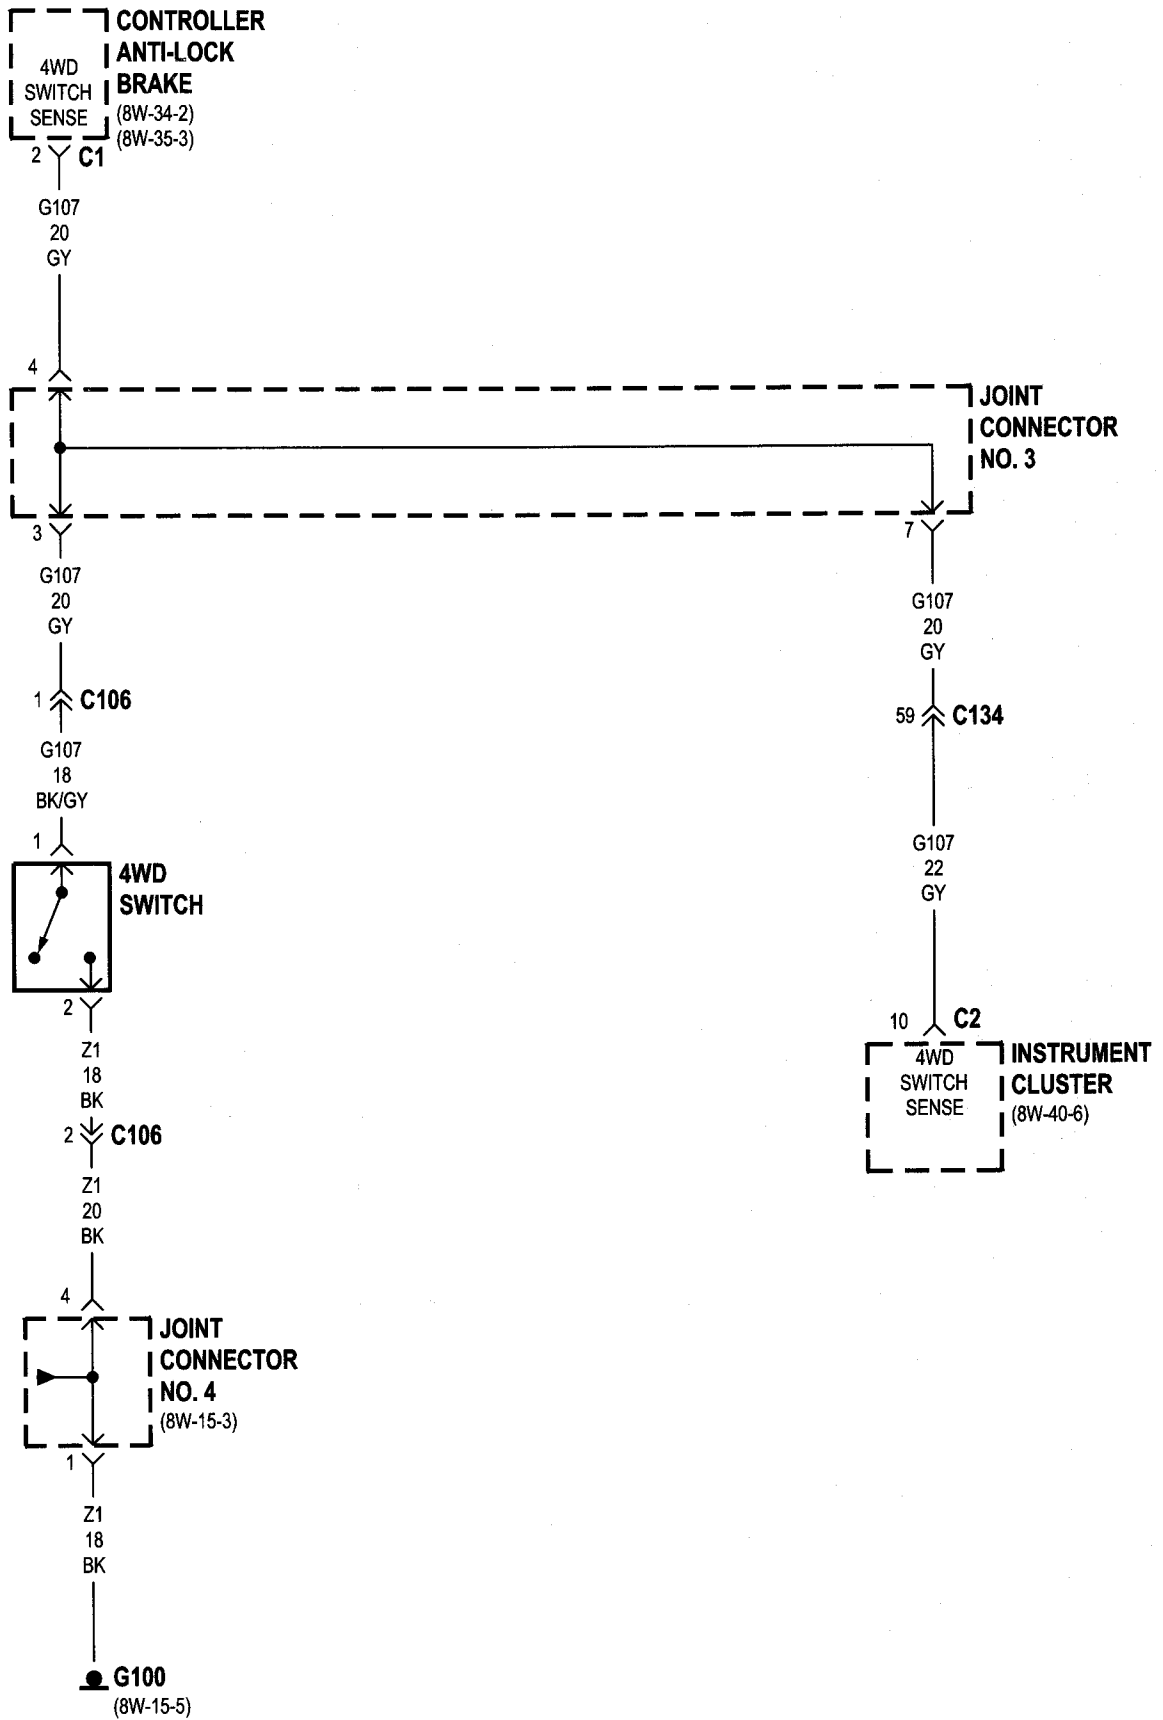 CONTROLLER
ANTI-LOCK
BRAKE
(8W-34-2)
(8W-35-3)
4WD
SWITCH
SENSE
2 C1
G107
20
GY
4
JOINT
CONNECTOR
NO. 3
3
7
G107
20
GY
G107
20
GY
1 C106
59 C134
G107
18
BK/GY
1
4WD
SWITCH
G107
22
GY
2
10 C2
Z1
18
BK
4WD
SWITCH
SENSE
INSTRUMENT
CLUSTER
(8W-40-6)
2 C106
Z1
20
BK
4
JOINT
CONNECTOR
NO. 4
(8W-15-3)
1
Z1
18
BK
G100
(8W-15-5)